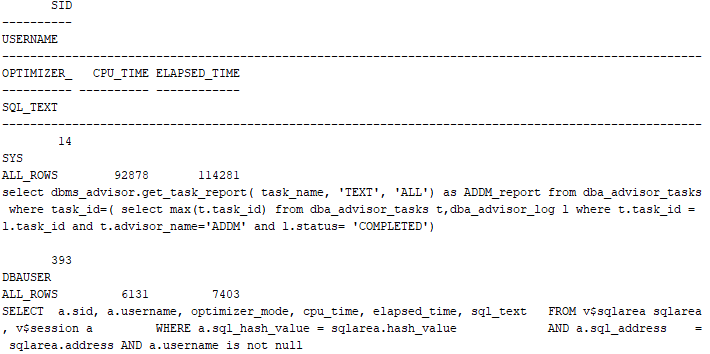 SID
----------
USERNAME
----------------------------------------------------------------------------------------------------
OPTIMIZER_   CPU_TIME ELAPSED_TIME
---------- ---------- ------------
SQL_TEXT
----------------------------------------------------------------------------------------------------
14
SYS
ALL_ROWS        92878       114281
select dbms_advisor.get_task_report( task_name, 'TEXT', 'ALL') as ADDM_report from dba_advisor_tasks
 where task_id=( select max(t.task_id) from dba_advisor_tasks t,dba_advisor_log l where t.task_id =
l.task_id and t.advisor_name='ADDM' and l.status= 'COMPLETED')
393
DBAUSER
ALL_ROWS         6131         7403
SELECT  a.sid, a.username, optimizer_mode, cpu_time, elapsed_time, sql_text   FROM v$sqlarea sqlarea
, v$session a       WHERE a.sql_hash_value = sqlarea.hash_value             AND a.sql_address    =
 sqlarea.address AND a.username is not null